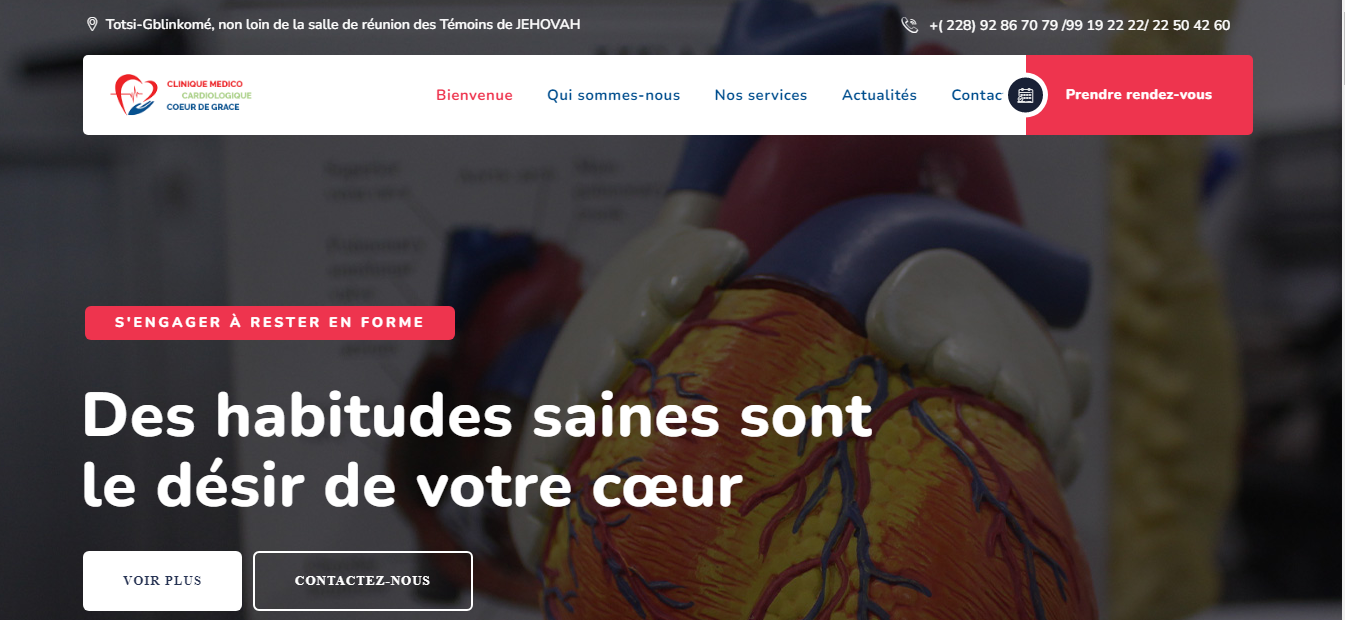 Totsi-Gblinkomé, non loin de la salle de réunion des Témoins de JEHOVAH
+( 228) 92 86 70 79 /99 19 22 22/ 22 50 42 60
CLINIQUE MEDICO
CARDIOLOGIQUE
COEUR DE GRACE
Bienvenue Qui sommes-nous Nos services Actualités Contac Prendre rendez-vous
S'ENGAGER À RESTER EN FORME
Des habitudes saines sont
le désir de votre cœur
VOIR PLUS CONTACTEZ-NOUS